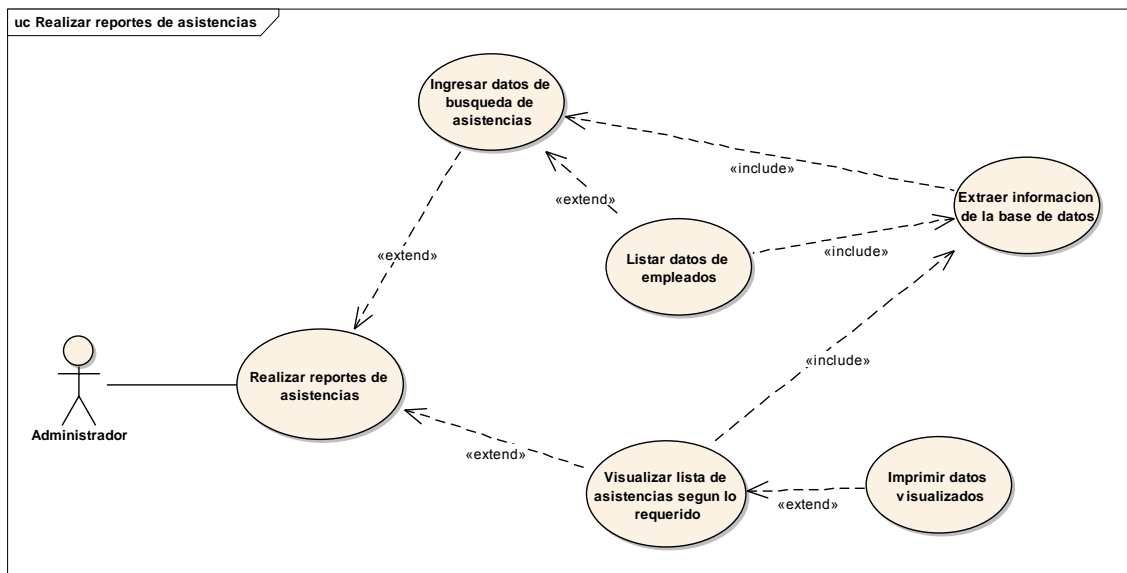 uc Realizar reportes de asistencias
Ingresar datos de
busqueda de
asistencias
«include»
Extraer informacion
de la base de datos
«extend»
Listar datos de
empleados
«include»
«extend»
Realizar reportes de
asistencias
«include»
Administrador
«extend»
Visualizar lista de
asistencias segun lo
requerido
Imprimir datos
visualizados
«extend»